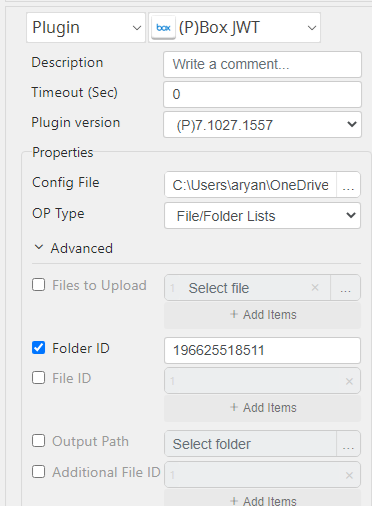 Plugin box (P)Box JWT
Description Write a comment...
Timeout (Sec) 0
Plugin version (P)7.1027.1557
Properties
Config File C:\Users\aryan\OneDrive ...
OP Type File/Folder Lists
Advanced
Files to Upload 1 Select file × ...
+ Add Items
Folder ID 196625518511
File ID 1 ×
+ Add Items
Output Path Select folder ...
Additional File ID 1 ×
+ Add Items